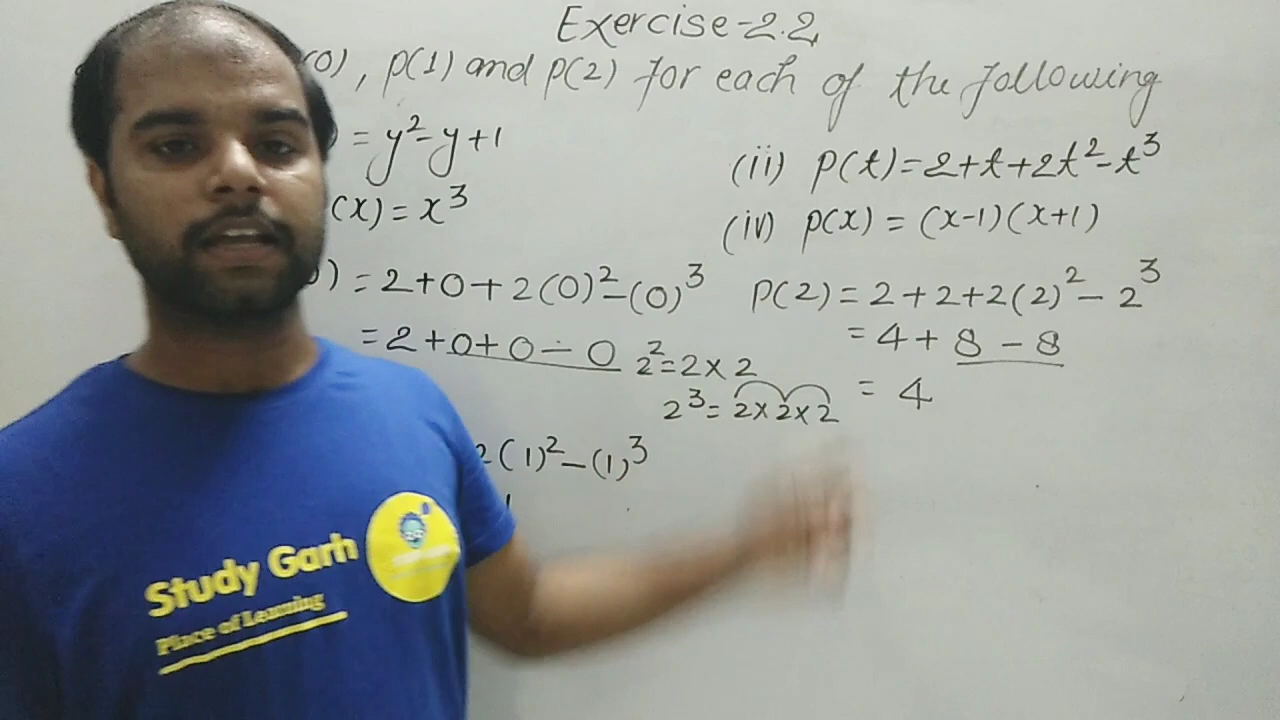 Exercise-2.2
(0), p(1) and p(2) for each of the following
= y²-y+1
(ii) p(t)=2+t+2t²-t³
(x) = x³
(iv) p(x) = (x-1)(x+1)
) = 2+0+2(0)²-(0)³
p(2) = 2+2+2(2)²- 2³
= 2+0+0-0
= 4+8-8
2²=2×2
= 4
2³=2×2×2
2(1)²-(1)³
Study Garh
Place of Learning